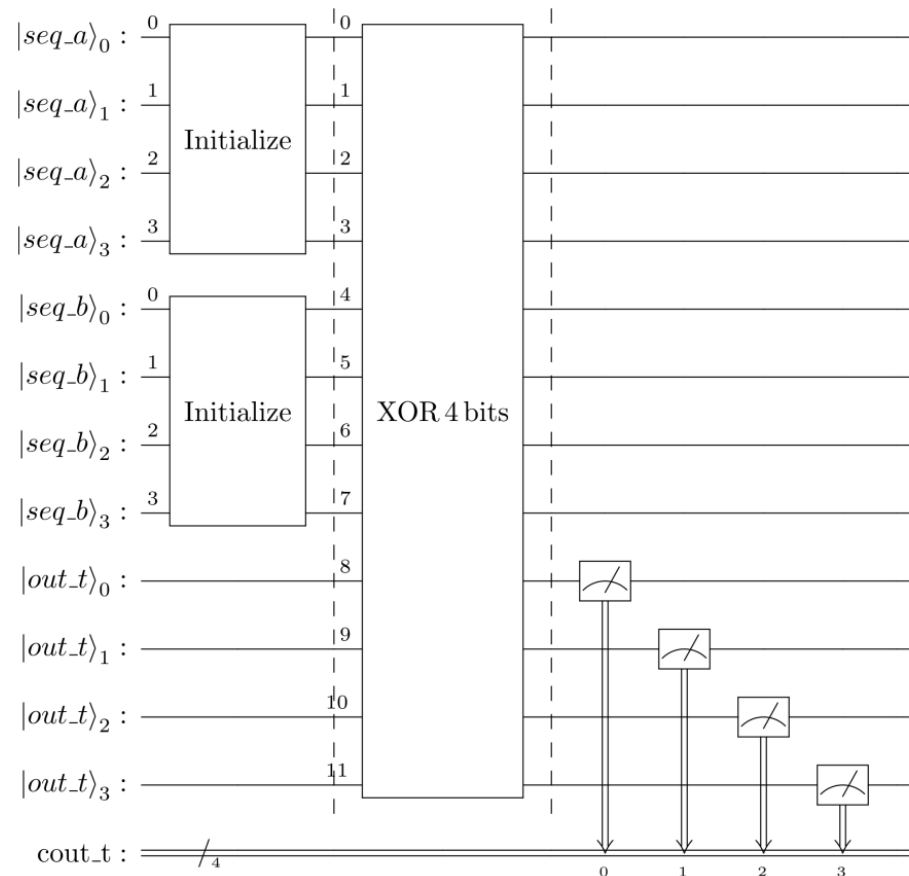 |seq_a⟩0 : 0 0
|seq_a⟩1 : 1 1
Initialize
|seq_a⟩2 : 2 2
|seq_a⟩3 : 3 3
|seq_b⟩0 : 0 4
|seq_b⟩1 : 1 5
Initialize XOR 4 bits
|seq_b⟩2 : 2 6
|seq_b⟩3 : 3 7
|out_t⟩0 : 8
|out_t⟩1 : 9
|out_t⟩2 : 10
|out_t⟩3 : 11
cout_t : 4
0 1 2 3